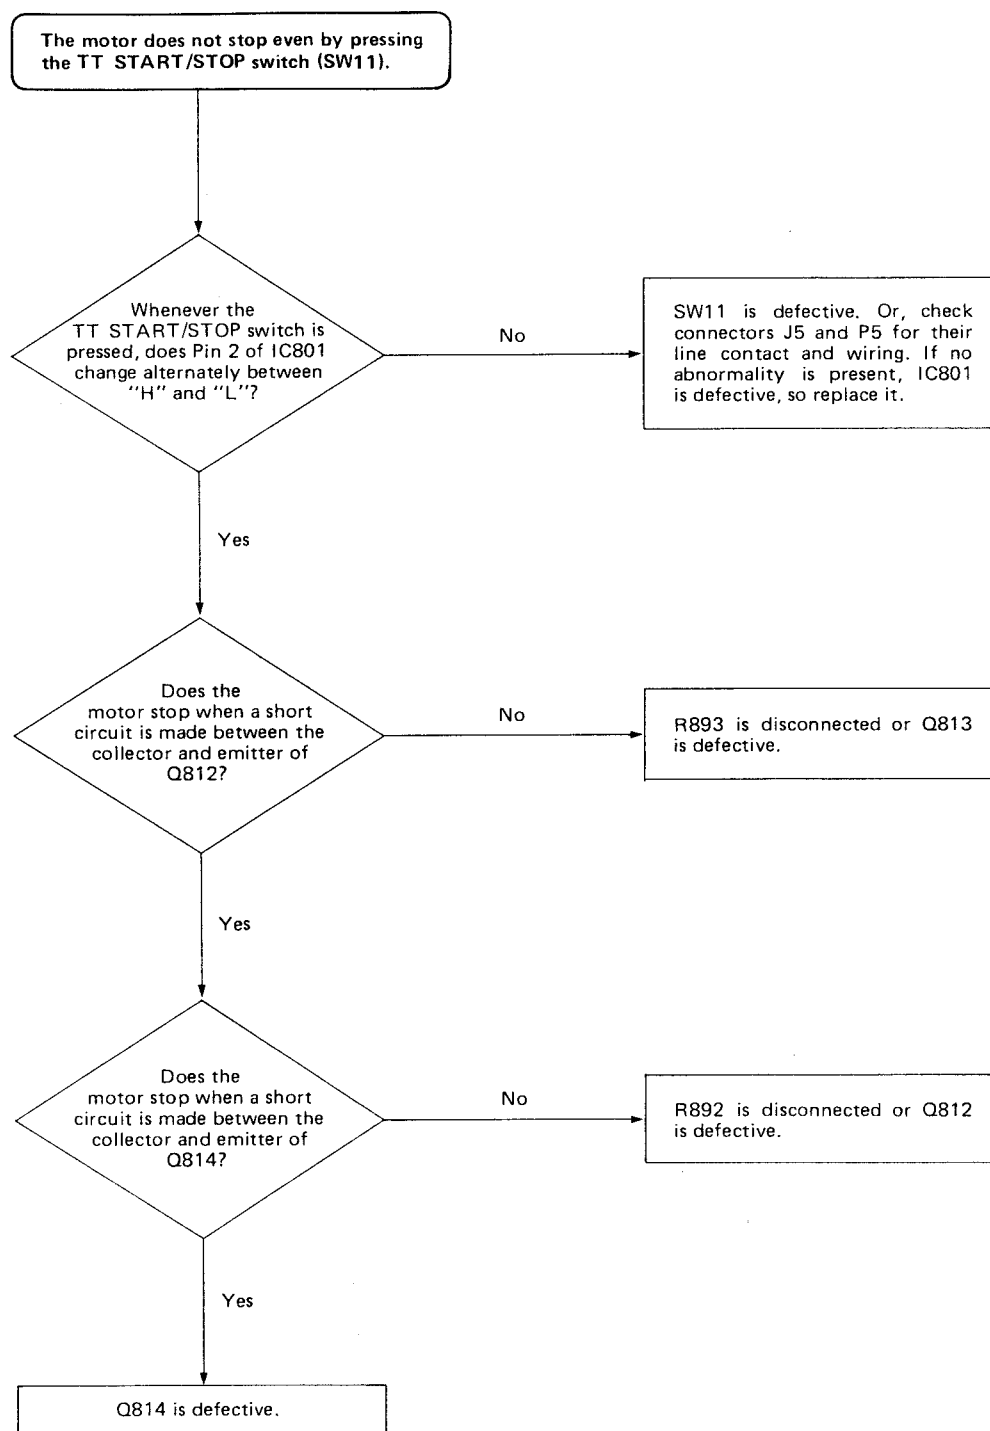 The motor does not stop even by pressing
the TT START/STOP switch (SW11).
Whenever the
TT START/STOP switch is
pressed, does Pin 2 of IC801
change alternately between
"H" and "L"?
No
SW11 is defective. Or, check
connectors J5 and P5 for their
line contact and wiring. If no
abnormality is present, IC801
is defective, so replace it.
Yes
Does the
motor stop when a short
circuit is made between the
collector and emitter of
Q812?
No
R893 is disconnected or Q813
is defective.
Yes
Does the
motor stop when a short
circuit is made between the
collector and emitter of
Q814?
No
R892 is disconnected or Q812
is defective.
Yes
Q814 is defective.